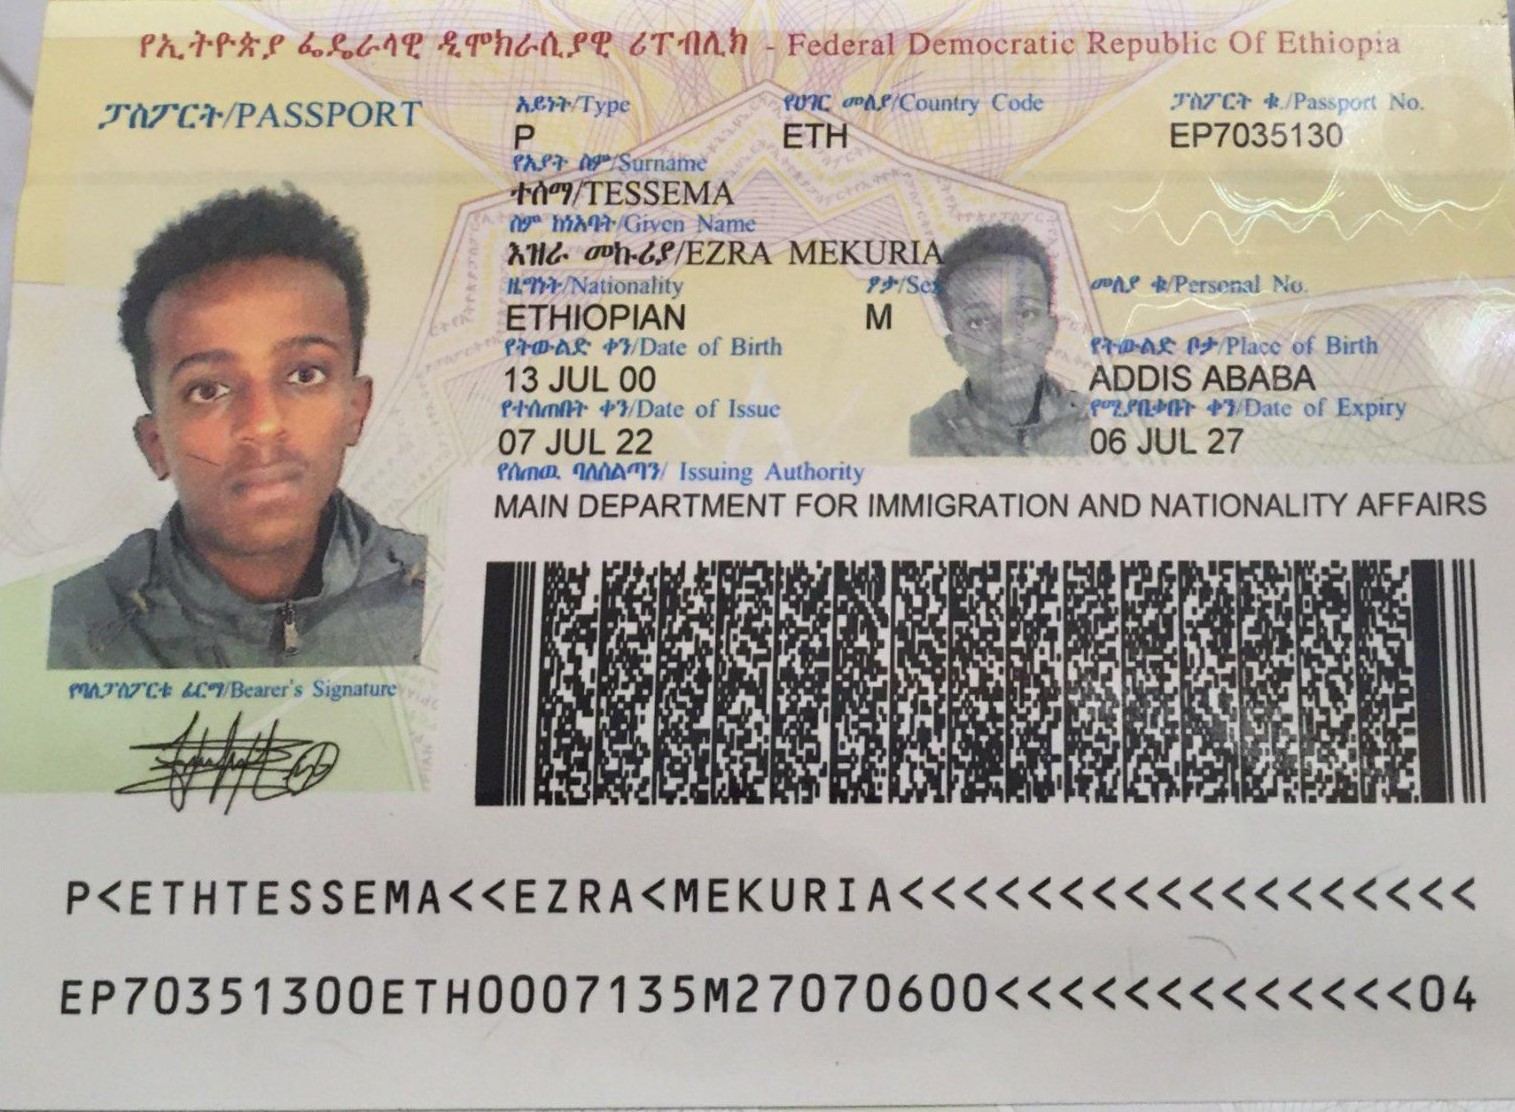 የኢትዮጵያ ፌዴራላዊ ዲሞክራሲያዊ ሪፐብሊክ - Federal Democratic Republic Of Ethiopia
ፓስፖርት/PASSPORT
አይነት/Type
P
የሀገር መለያ/Country Code
ETH
ፓስፖርት ቁ./Passport No.
EP7035130
የአያት ስም/Surname
ተሰማ/TESSEMA
ስም ከነአባት/Given Name
እዝራ መኩሪያ/EZRA MEKURIA
ዜግነት/Nationality
ETHIOPIAN
ፆታ/Sex
M
መለያ ቁ/Personal No.
የትውልድ ቀን/Date of Birth
13 JUL 00
የትውልድ ቦታ/Place of Birth
ADDIS ABABA
የተሰጠበት ቀን/Date of Issue
07 JUL 22
የሚያበቃበት ቀን/Date of Expiry
06 JUL 27
የሰጠዉ ባለስልጣን/ Issuing Authority
MAIN DEPARTMENT FOR IMMIGRATION AND NATIONALITY AFFAIRS
የባለፓስፖርቱ ፊርማ/Bearer's Signature
P<ETHTESSEMA<<EZRA<MEKURIA<<<<<<<<<<<<<<<<<<
EP70351300ETH0007135M27070600<<<<<<<<<<<<<04